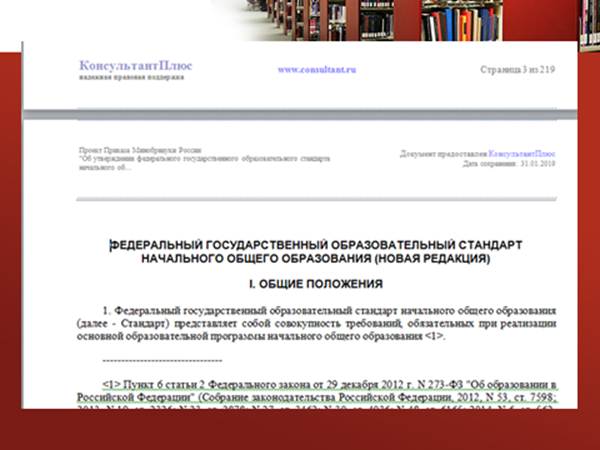 КонсультантПлюс
надежная правовая поддержка
www.consultant.ru
Страница 3 из 219
Проект Приказа Минобрнауки России
"Об утверждении федерального государственного образовательного стандарта
начального об...
Документ предоставлен КонсультантПлюс
Дата сохранения: 31.01.2019
ФЕДЕРАЛЬНЫЙ ГОСУДАРСТВЕННЫЙ ОБРАЗОВАТЕЛЬНЫЙ СТАНДАРТ
НАЧАЛЬНОГО ОБЩЕГО ОБРАЗОВАНИЯ (НОВАЯ РЕДАКЦИЯ)
I. ОБЩИЕ ПОЛОЖЕНИЯ
1. Федеральный государственный образовательный стандарт начального общего образования
(далее - Стандарт) представляет собой совокупность требований, обязательных при реализации
основной образовательной программы начального общего образования <1>.
--------------------------------
<1> Пункт 6 статьи 2 Федерального закона от 29 декабря 2012 г. N 273-ФЗ "Об образовании в
Российской Федерации" (Собрание законодательства Российской Федерации, 2012, N 53, ст. 7598;